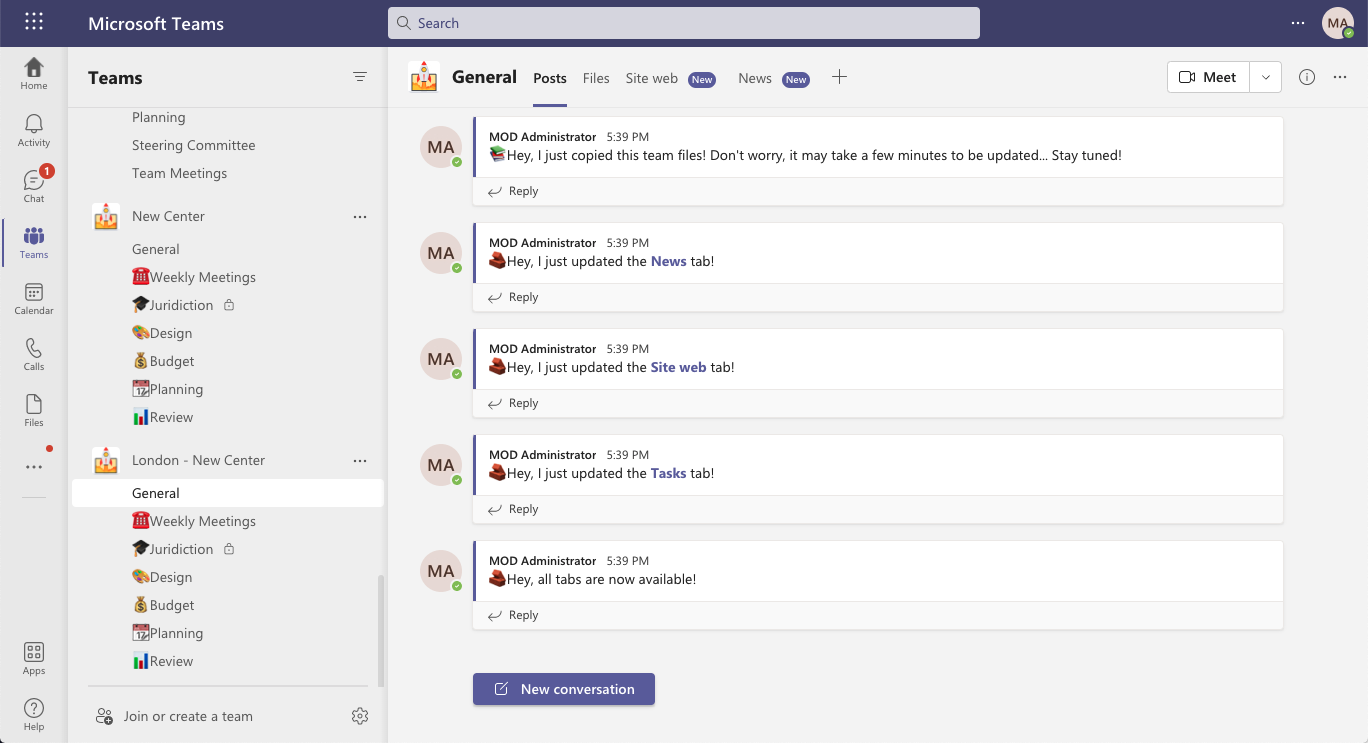 Microsoft Teams
Search
MA
Home
Activity
1
Chat
Teams
Calendar
Calls
Files
Apps
Help
Teams
Planning
Steering Committee
Team Meetings
New Center
General
Weekly Meetings
Juridiction
Design
Budget
Planning
Review
London - New Center
General
Weekly Meetings
Juridiction
Design
Budget
Planning
Review
Join or create a team
General Posts Files Site web New News New
Meet
MA
MOD Administrator 5:39 PM
Hey, I just copied this team files! Don't worry, it may take a few minutes to be updated... Stay tuned!
Reply
MA
MOD Administrator 5:39 PM
Hey, I just updated the News tab!
Reply
MA
MOD Administrator 5:39 PM
Hey, I just updated the Site web tab!
Reply
MA
MOD Administrator 5:39 PM
Hey, I just updated the Tasks tab!
Reply
MA
MOD Administrator 5:39 PM
Hey, all tabs are now available!
Reply
New conversation